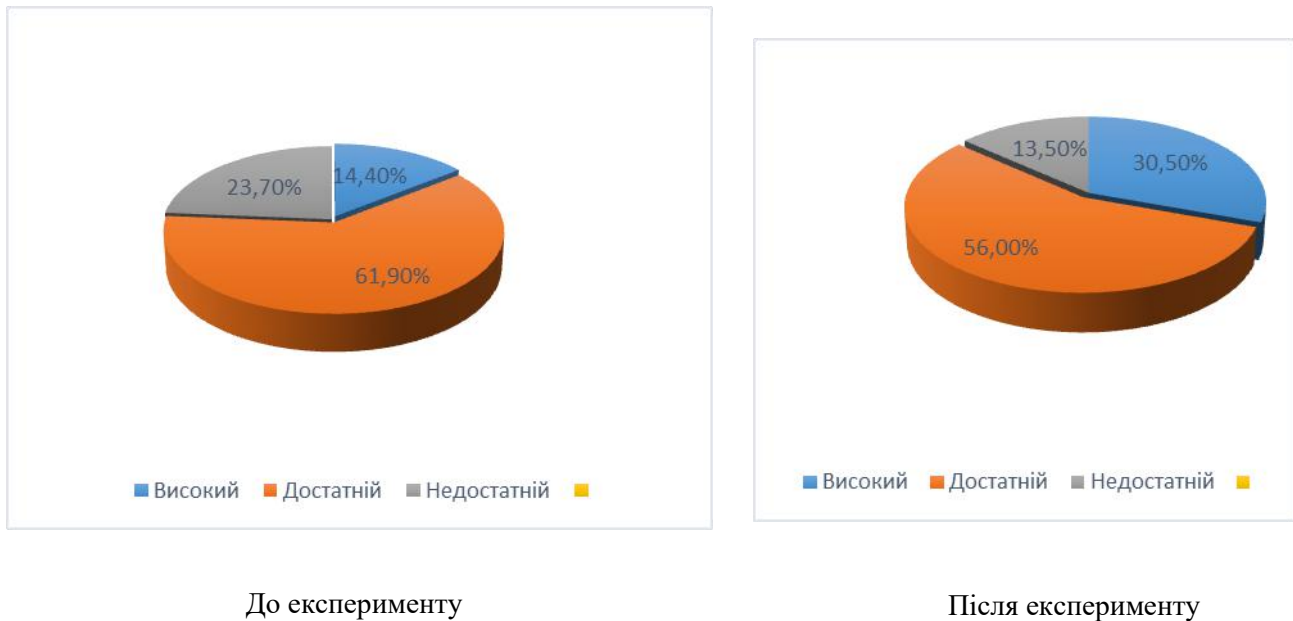 14,40%
23,70%
61,90%
Високий Достатній Недостатній
До експерименту
30,50%
13,50%
56,00%
Високий Достатній Недостатній
Після експерименту